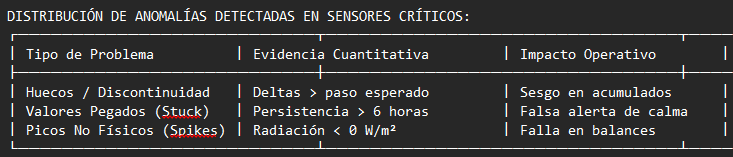 DISTRIBUCIÓN DE ANOMALÍAS DETECTADAS EN SENSORES CRÍTICOS:
Tipo de Problema | Evidencia Cuantitativa | Impacto Operativo
Huecos / Discontinuidad | Deltas > paso esperado | Sesgo en acumulados
Valores Pegados (Stuck) | Persistencia > 6 horas | Falsa alerta de calma
Picos No Físicos (Spikes) | Radiación < 0 W/m² | Falla en balances